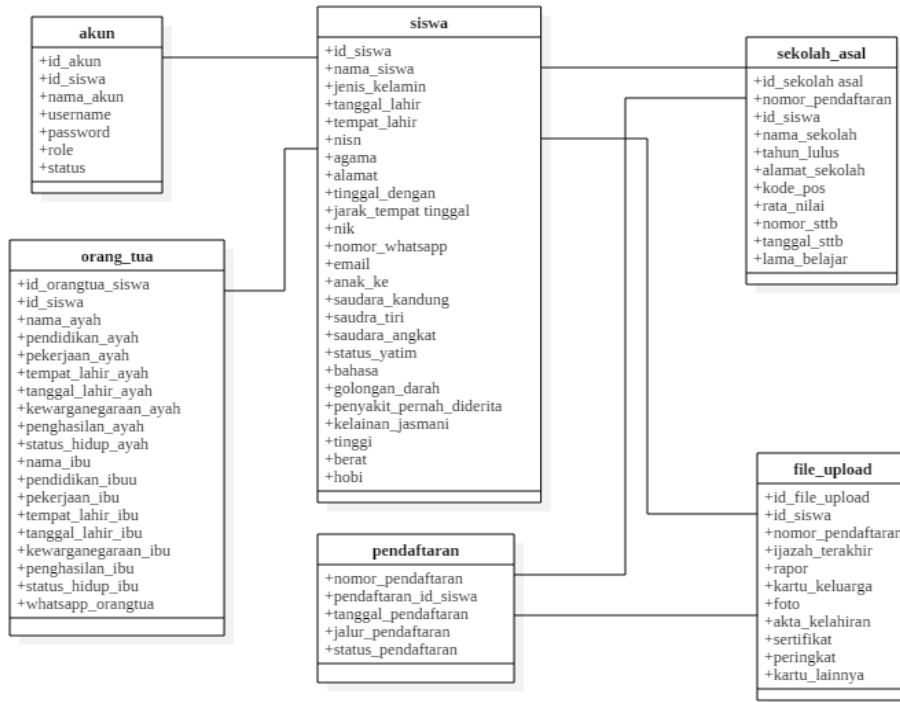 akun
+id_akun
+id_siswa
+nama_akun
+username
+password
+role
+status
siswa
+id_siswa
+nama_siswa
+jenis_kelamin
+tanggal_lahir
+tempat_lahir
+nisn
+agama
+alamat
+tinggal_dengan
+jarak_tempat tinggal
+nik
+nomor_whatsapp
+email
+anak_ke
+saudara_kandung
+saudra_tiri
+saudara_angkat
+status_yatim
+bahasa
+golongan_darah
+penyakit_pernah_diderita
+kelainan_jasmani
+tinggi
+berat
+hobi
sekolah_asal
+id_sekolah asal
+nomor_pendaftaran
+id_siswa
+nama_sekolah
+tahun_lulus
+alamat_sekolah
+kode_pos
+rata_nilai
+nomor_sttb
+tanggal_sttb
+lama_belajar
orang_tua
+id_orangtua_siswa
+id_siswa
+nama_ayah
+pendidikan_ayah
+pekerjaan_ayah
+tempat_lahir_ayah
+tanggal_lahir_ayah
+kewarganegaraan_ayah
+penghasilan_ayah
+status_hidup_ayah
+nama_ibu
+pendidikan_ibuu
+pekerjaan_ibu
+tempat_lahir_ibu
+tanggal_lahir_ibu
+kewarganegaraan_ibu
+penghasilan_ibu
+status_hidup_ibu
+whatsapp_orangtua
pendaftaran
+nomor_pendaftaran
+pendaftaran_id_siswa
+tanggal_pendaftaran
+jalur_pendaftaran
+status_pendaftaran
file_upload
+id_file_upload
+id_siswa
+nomor_pendaftaran
+ijazah_terakhir
+rapor
+kartu_keluarga
+foto
+akta_kelahiran
+sertifikat
+peringkat
+kartu_lainnya